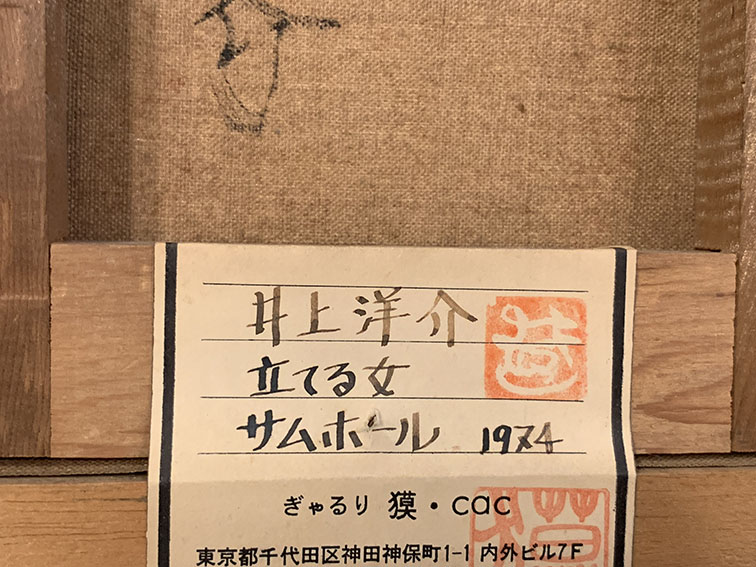 井上洋介
立てる女
サムホール 1974
ぎゃるり 獏・cac
東京都千代田区神田神保町1-1 内外ビル7F